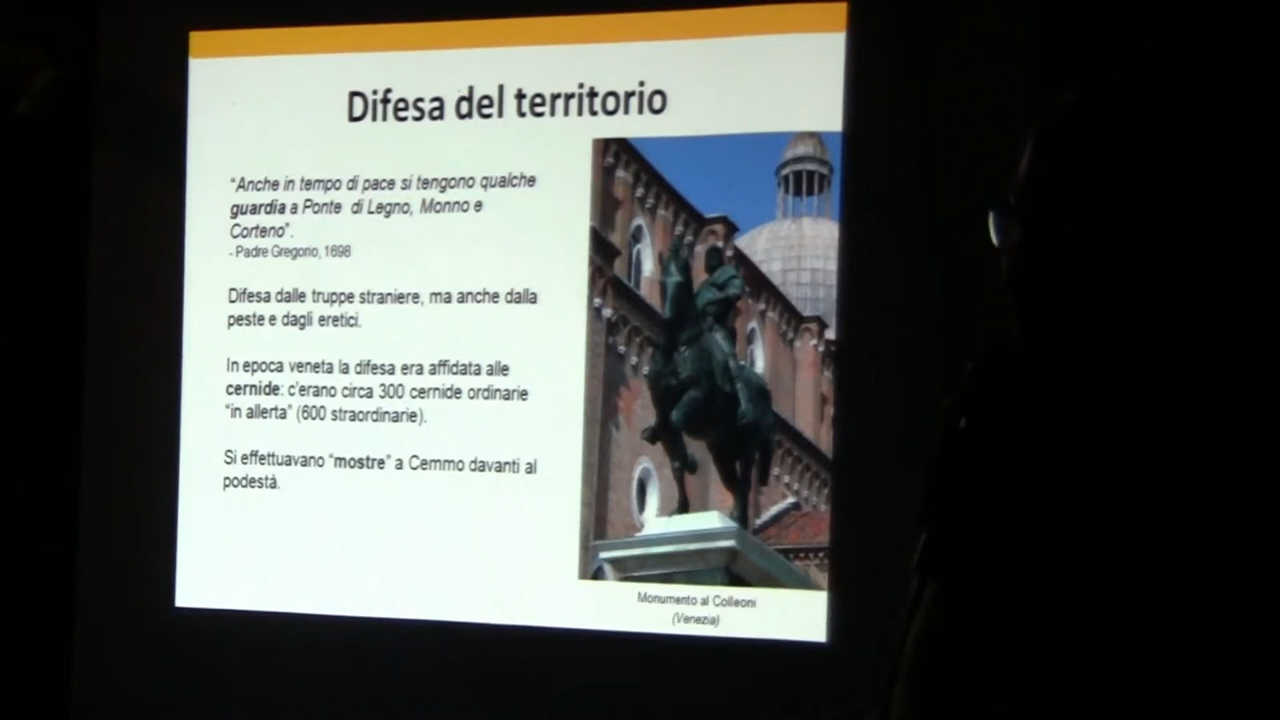 Difesa del territorio
“Anche in tempo di pace si tengono qualche
guardia a Ponte di Legno, Monno e
Corteno”.
- Padre Gregorio, 1698
Difesa dalle truppe straniere, ma anche dalla
peste e dagli eretici.
In epoca veneta la difesa era affidata alle
cernide: c'erano circa 300 cernide ordinarie
“in allerta” (600 straordinarie).
Si effettuavano “mostre” a Cemmo davanti al
podestà.
Monumento al Colleoni
(Venezia)